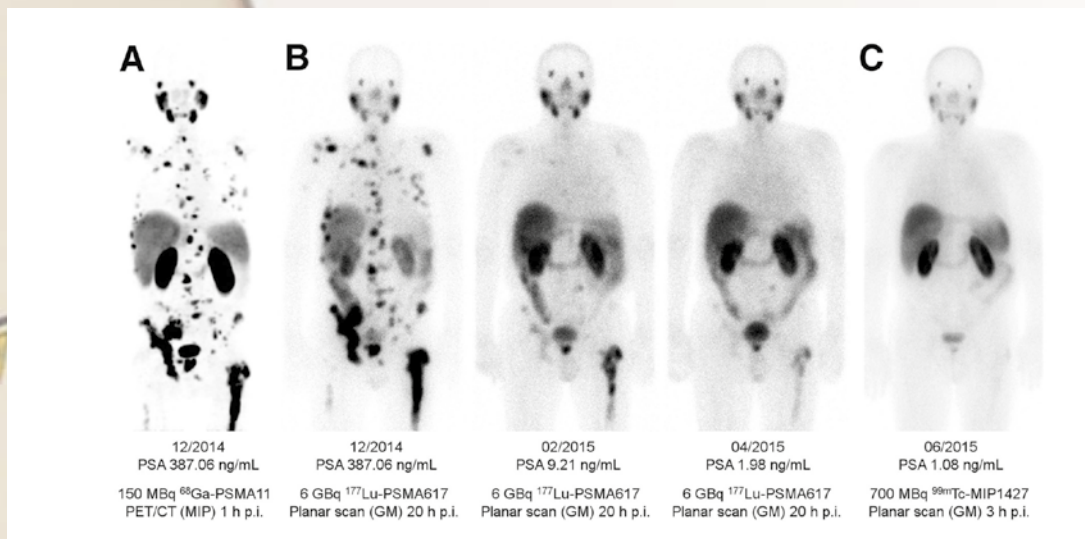 A
B
C
12/2014
PSA 387.06 ng/mL
150 MBq ⁶⁸Ga-PSMA11
PET/CT (MIP) 1 h p.i.
12/2014
PSA 387.06 ng/mL
6 GBq ¹⁷⁷Lu-PSMA617
Planar scan (GM) 20 h p.i.
02/2015
PSA 9.21 ng/mL
6 GBq ¹⁷⁷Lu-PSMA617
Planar scan (GM) 20 h p.i.
04/2015
PSA 1.98 ng/mL
6 GBq ¹⁷⁷Lu-PSMA617
Planar scan (GM) 20 h p.i.
06/2015
PSA 1.08 ng/mL
700 MBq ⁹⁹ᵐTc-MIP1427
Planar scan (GM) 3 h p.i.